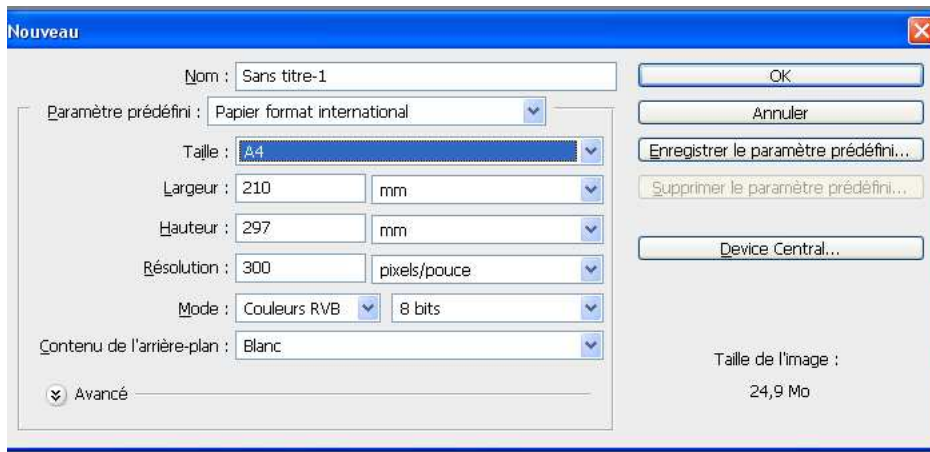 Nouveau
Nom : Sans titre-1
OK
Paramètre prédéfini : Papier format international
Annuler
Taille : A4
Enregistrer le paramètre prédéfini...
Largeur : 210 mm
Supprimer le paramètre prédéfini...
Hauteur : 297 mm
Device Central...
Résolution : 300 pixels/pouce
Mode : Couleurs RVB 8 bits
Contenu de l'arrière-plan : Blanc
Taille de l'image :
Avancé
24,9 Mo